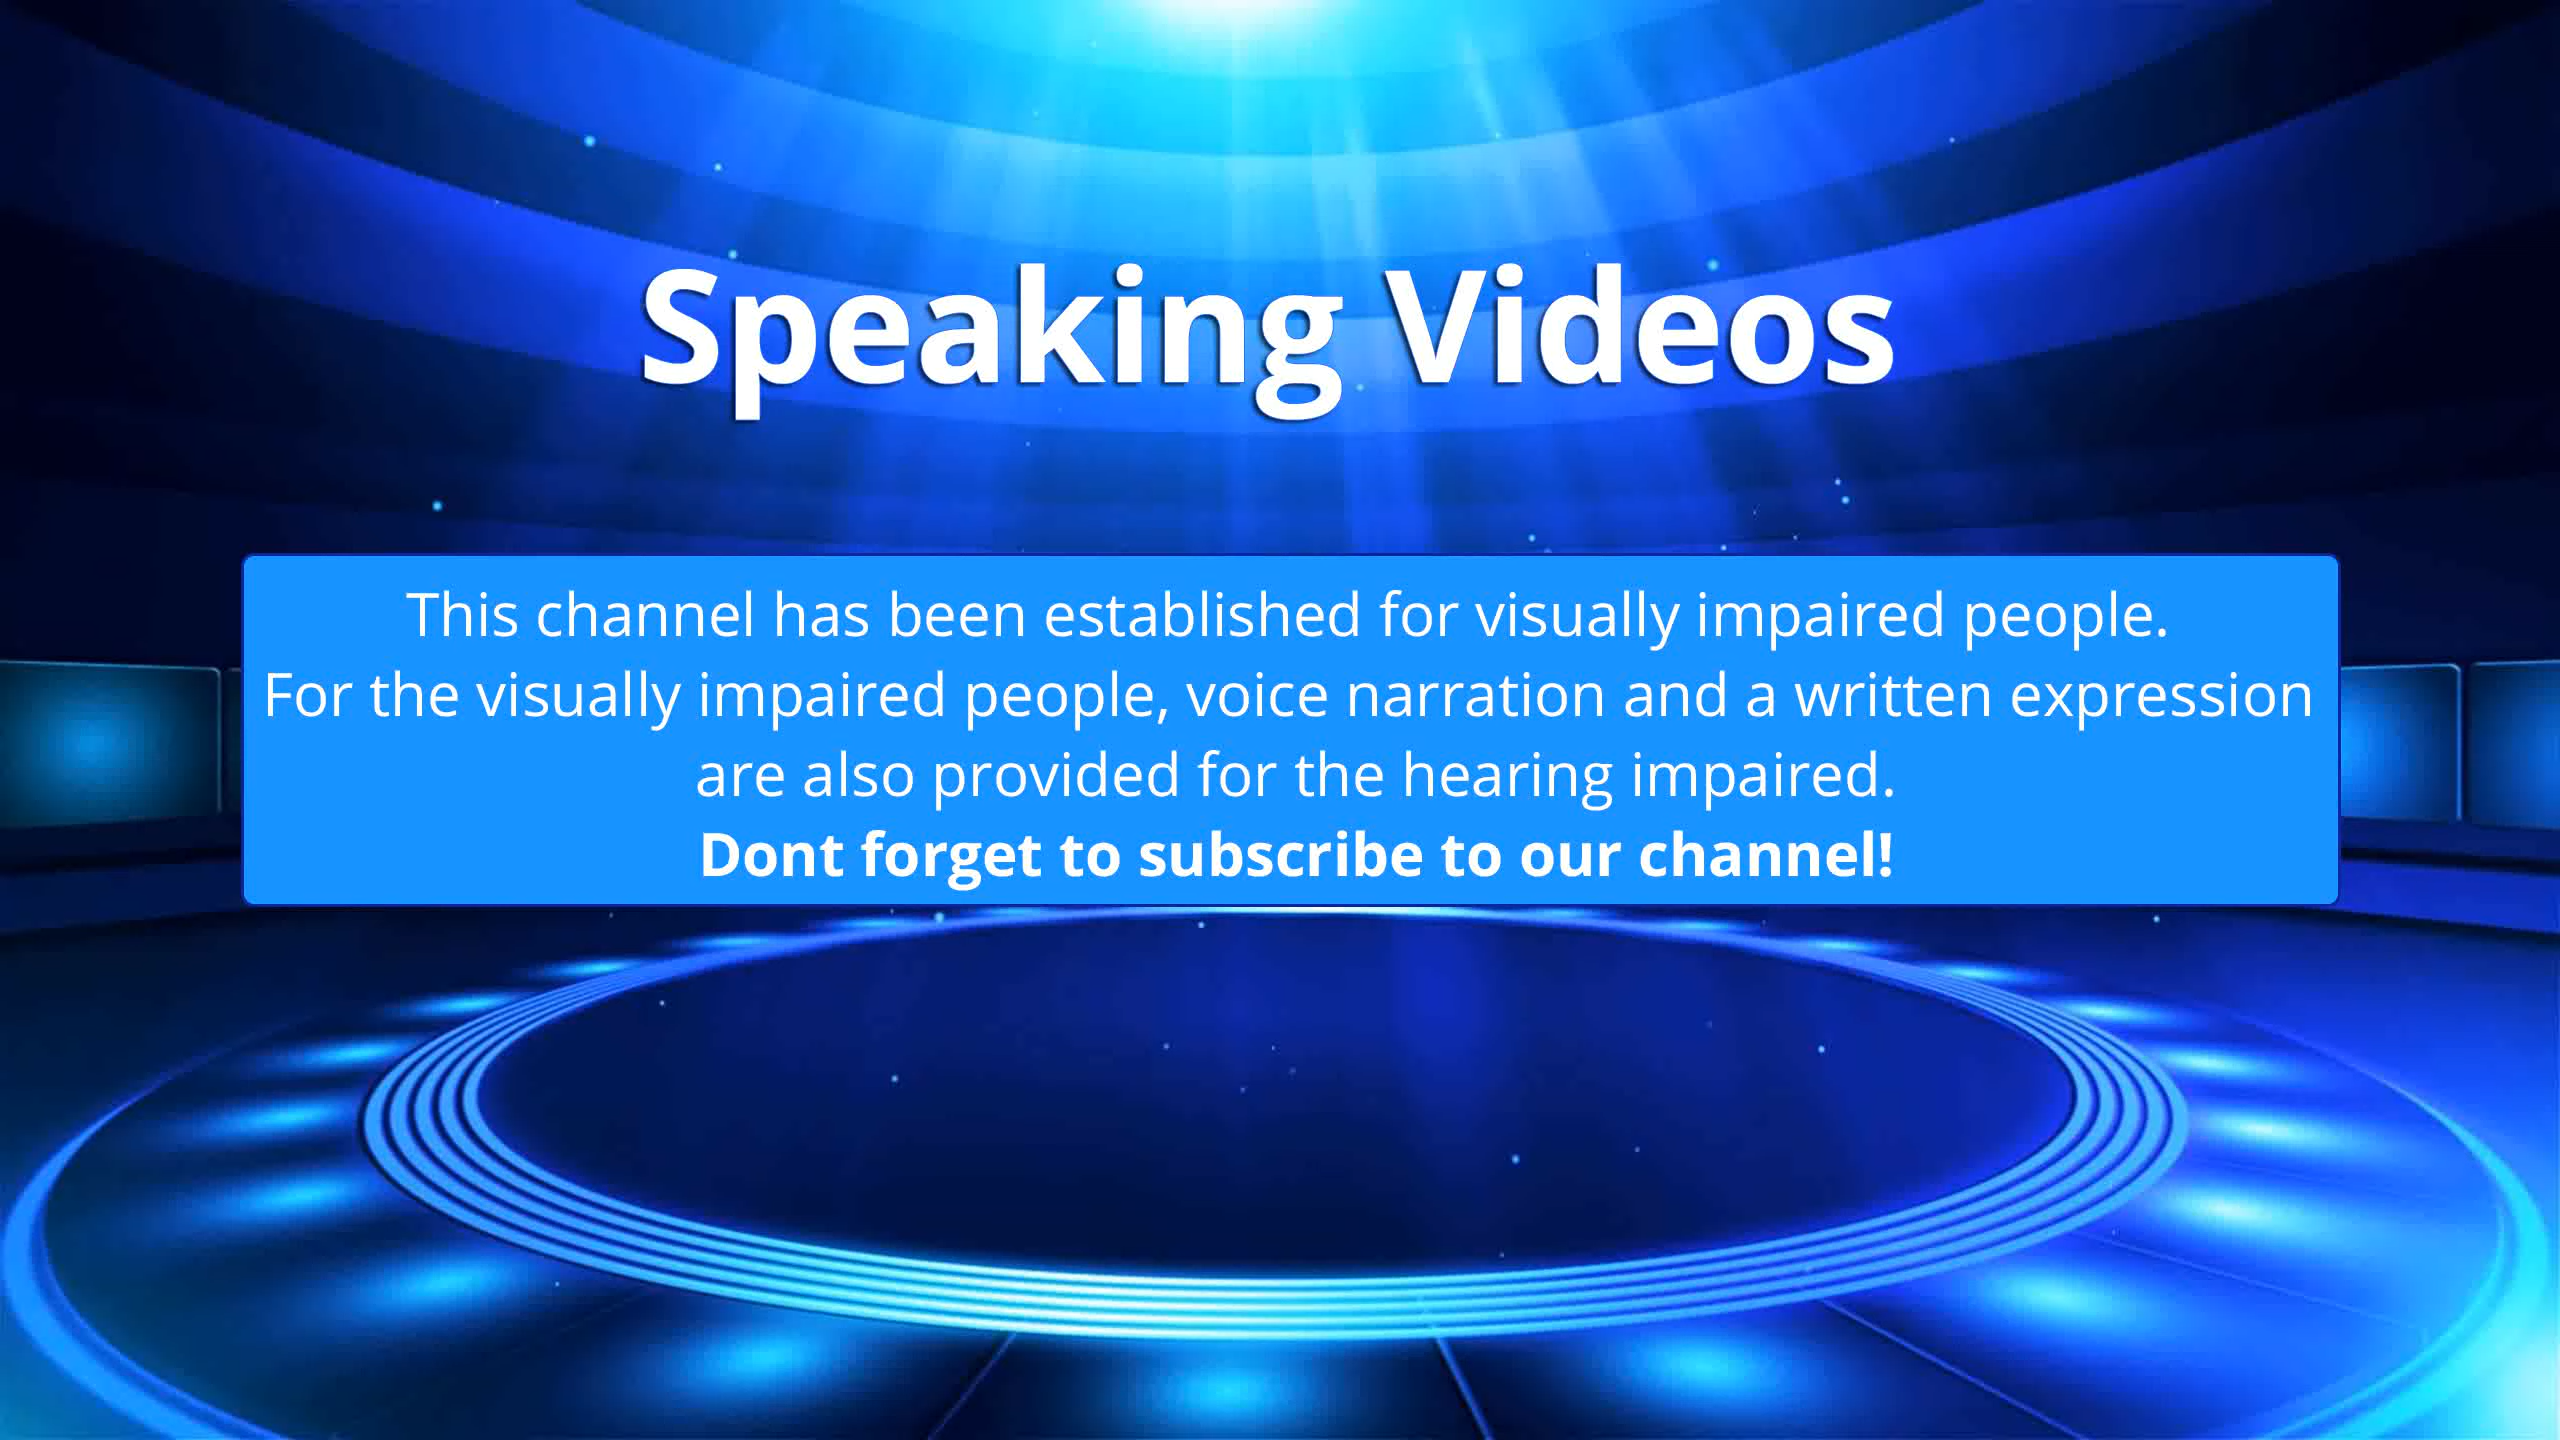 Speaking Videos
This channel has been established for visually impaired people.
For the visually impaired people, voice narration and a written expression
are also provided for the hearing impaired.
Dont forget to subscribe to our channel!